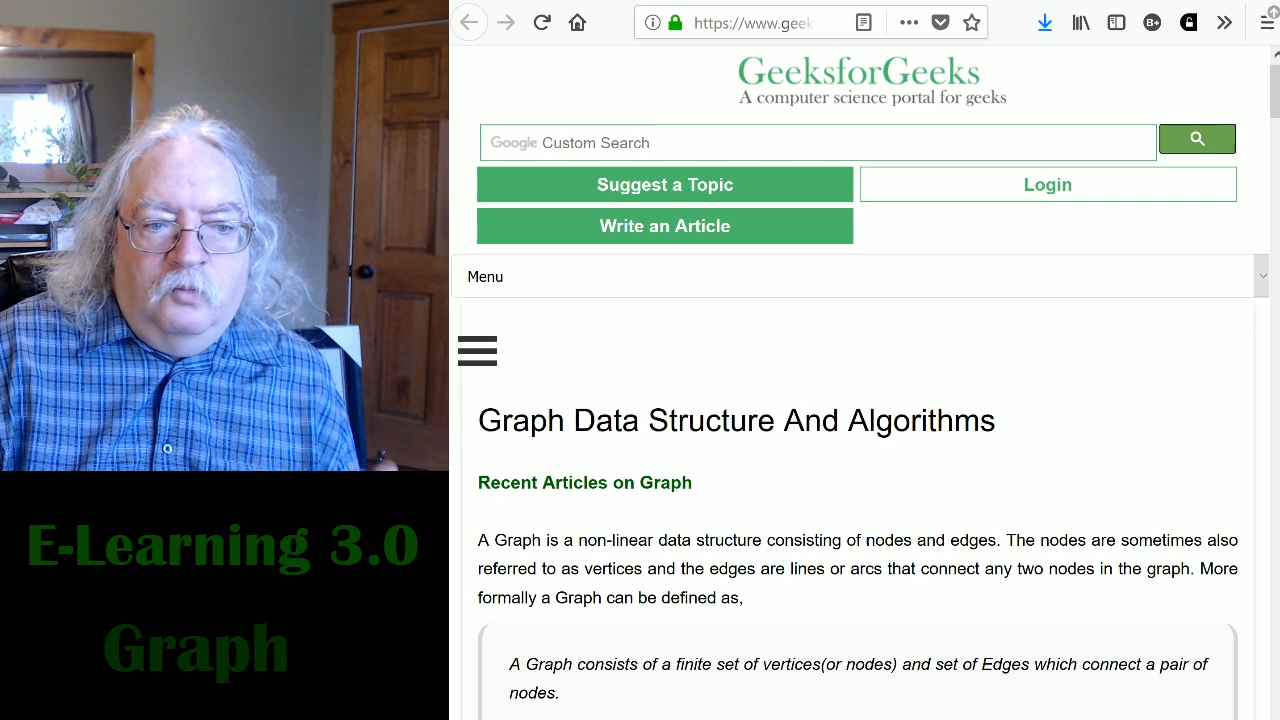 https://www.geek
GeeksforGeeks
A computer science portal for geeks
Google Custom Search
Suggest a Topic
Login
Write an Article
Menu
Graph Data Structure And Algorithms
Recent Articles on Graph
A Graph is a non-linear data structure consisting of nodes and edges. The nodes are sometimes also
referred to as vertices and the edges are lines or arcs that connect any two nodes in the graph. More
formally a Graph can be defined as,
A Graph consists of a finite set of vertices(or nodes) and set of Edges which connect a pair of
nodes.
E-Learning 3.0
Graph